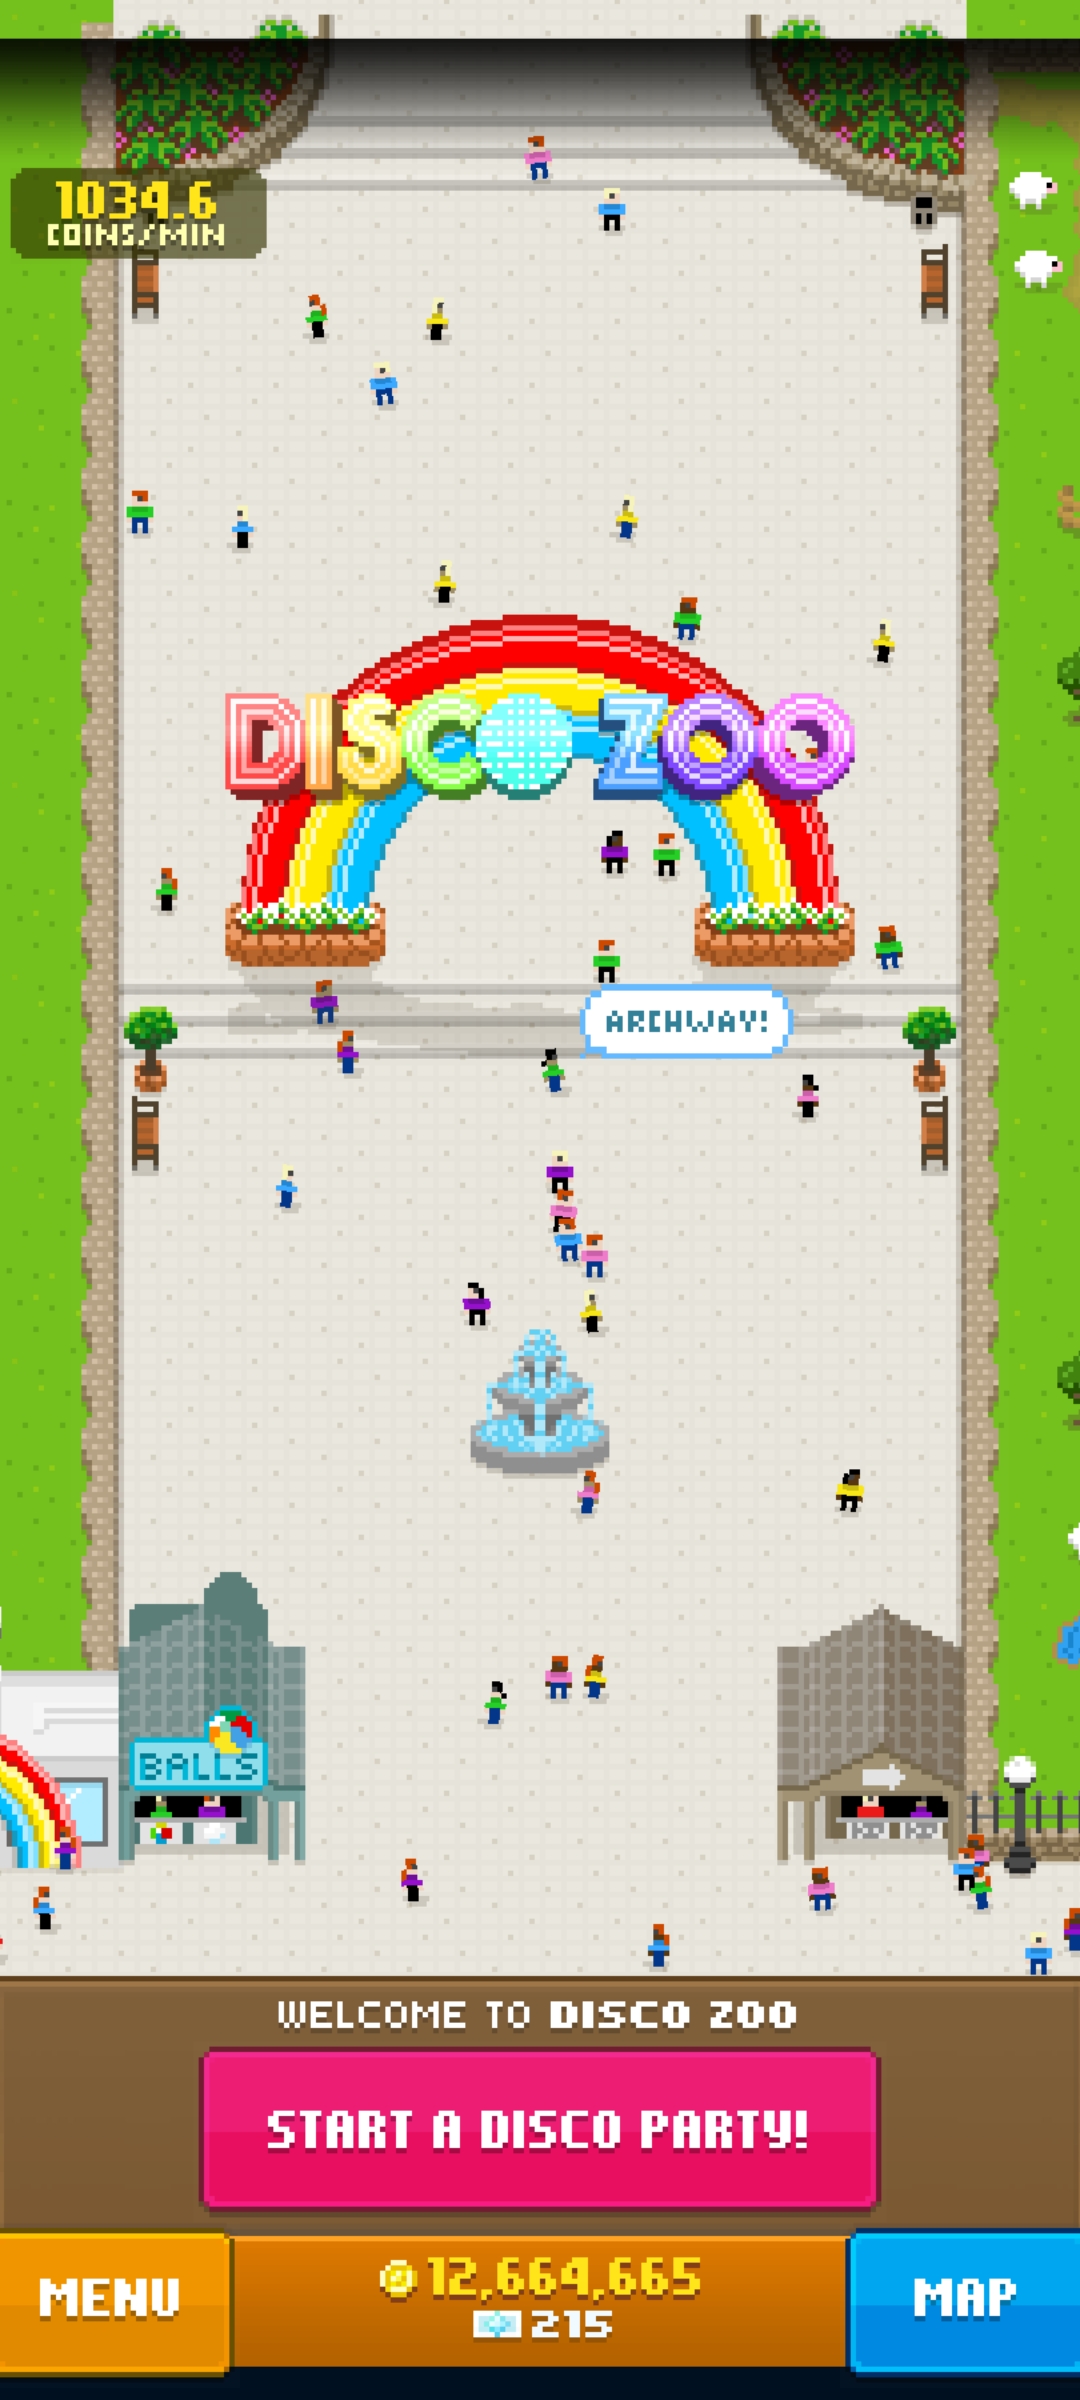 1034.6
COINS/MIN
DISCO ZOO
ARCHWAY!
BALLS
WELCOME TO DISCO ZOO
START A DISCO PARTY!
MENU
12,664,665
215
MAP